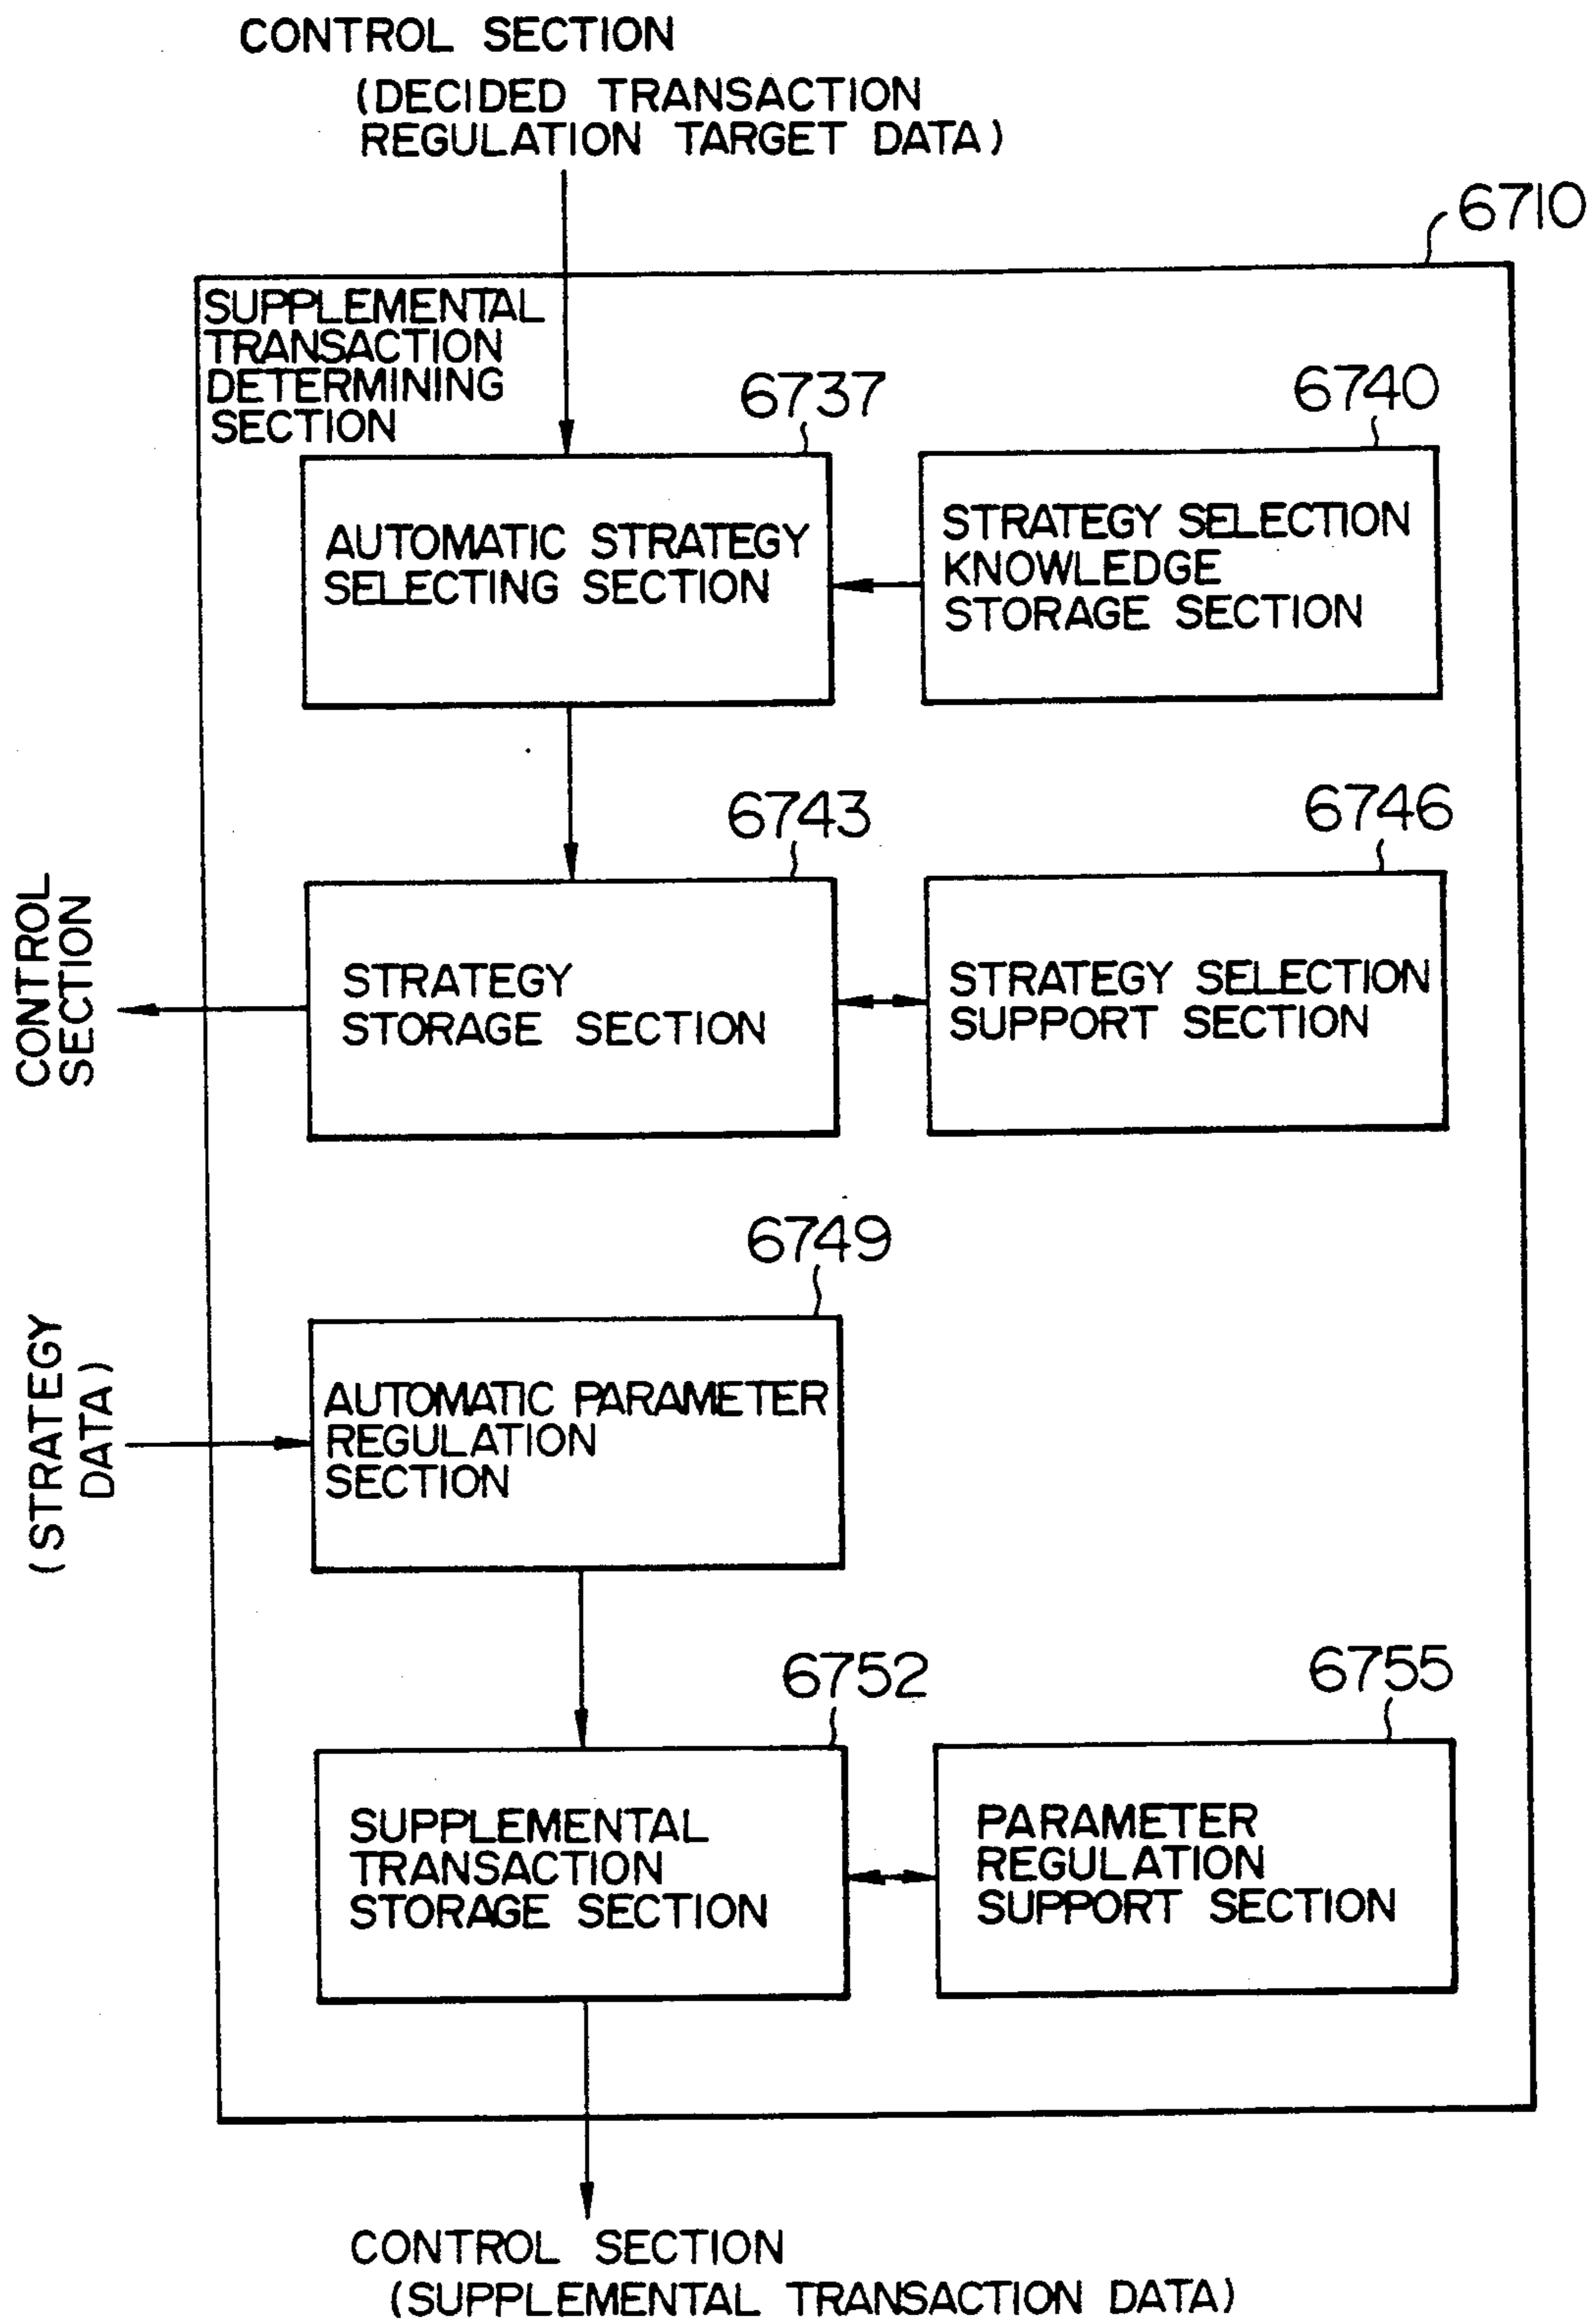 CONTROL SECTION
(DECIDED TRANSACTION
REGULATION TARGET DATA)
6710
SUPPLEMENTAL
TRANSACTION
DETERMINING
SECTION
6737
6740
AUTOMATIC STRATEGY
SELECTING SECTION
STRATEGY SELECTION
KNOWLEDGE
STORAGE SECTION
6743
6746
CONTROL
SECTION
STRATEGY
STORAGE SECTION
STRATEGY SELECTION
SUPPORT SECTION
6749
(STRATEGY
DATA)
AUTOMATIC PARAMETER
REGULATION
SECTION
6752
6755
SUPPLEMENTAL
TRANSACTION
STORAGE SECTION
PARAMETER
REGULATION
SUPPORT SECTION
CONTROL SECTION
(SUPPLEMENTAL TRANSACTION DATA)